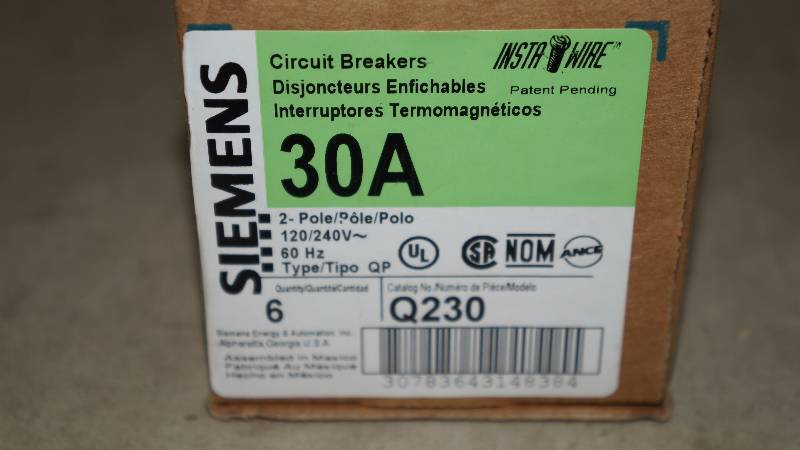 SIEMENS
Circuit Breakers
Disjoncteurs Enfichables
Interruptores Termomagnéticos
INSTA WIRE™
Patent Pending
30A
2- Pole/Pôle/Polo
120/240V~
60 Hz
Type/Tipo QP
UL
SA
NOM
ANCE
Quantity/Quantité/Cantidad
6
Catalog No./Numéro de Pièce/Modelo
Q230
Siemens Energy & Automation, Inc.
Alpharetta, Georgia U.S.A.
Assembled in Mexico
Fabriqué Au Mexique
Hecho en México
30783643148384